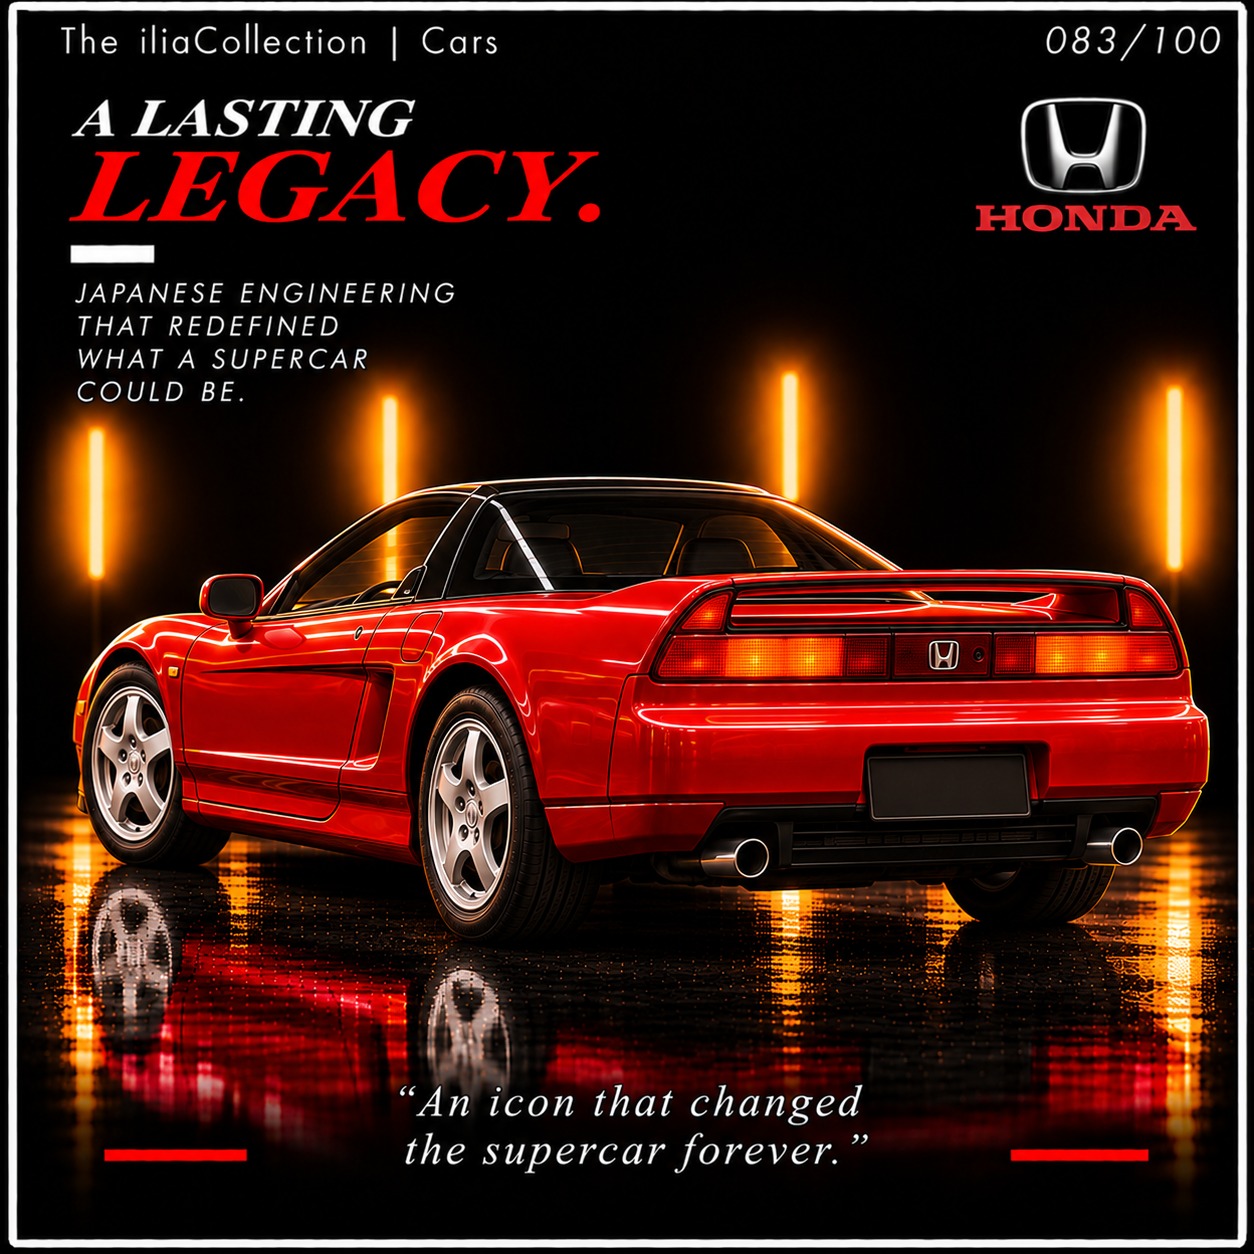 The iliaCollection | Cars
083/100
A LASTING
LEGACY.
HONDA
JAPANESE ENGINEERING
THAT REDEFINED
WHAT A SUPERCAR
COULD BE.
“An icon that changed
the supercar forever.”